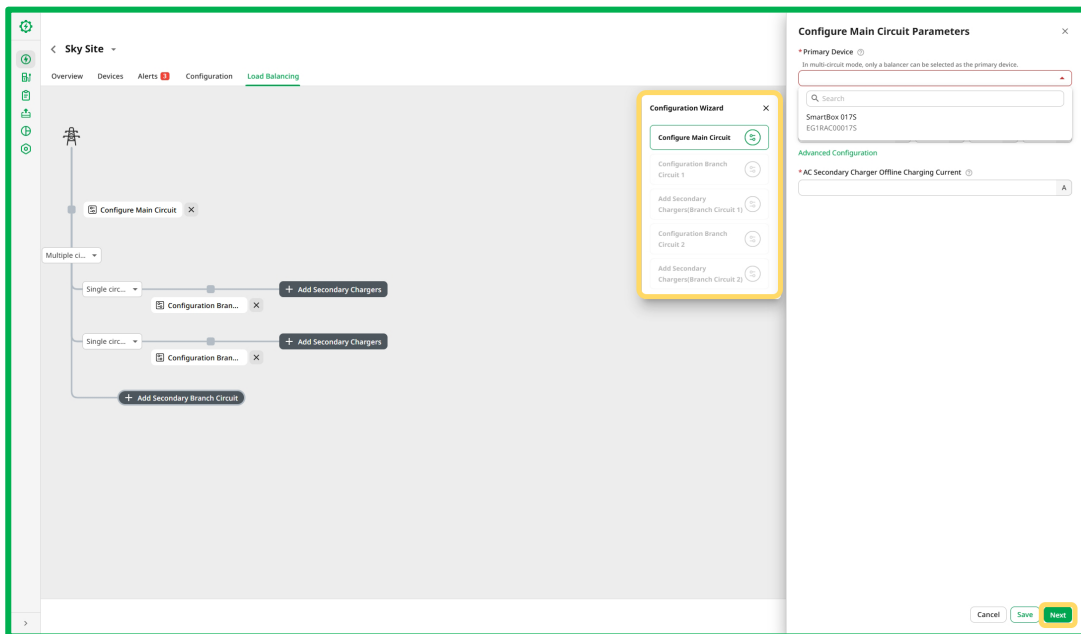 Sky Site
Overview Devices Alerts 3 Configuration Load Balancing
Configure Main Circuit
Multiple ci...
Single circ...
+ Add Secondary Chargers
Configuration Bran...
Single circ...
+ Add Secondary Chargers
Configuration Bran...
+ Add Secondary Branch Circuit
Configuration Wizard
Configure Main Circuit
Configuration Branch
Circuit 1
Add Secondary
Chargers(Branch Circuit 1)
Configuration Branch
Circuit 2
Add Secondary
Chargers(Branch Circuit 2)
Configure Main Circuit Parameters
* Primary Device
In multi-circuit mode, only a balancer can be selected as the primary device.
Search
SmartBox 017S
EG1RAC00017S
Advanced Configuration
* AC Secondary Charger Offline Charging Current
A
Cancel Save Next